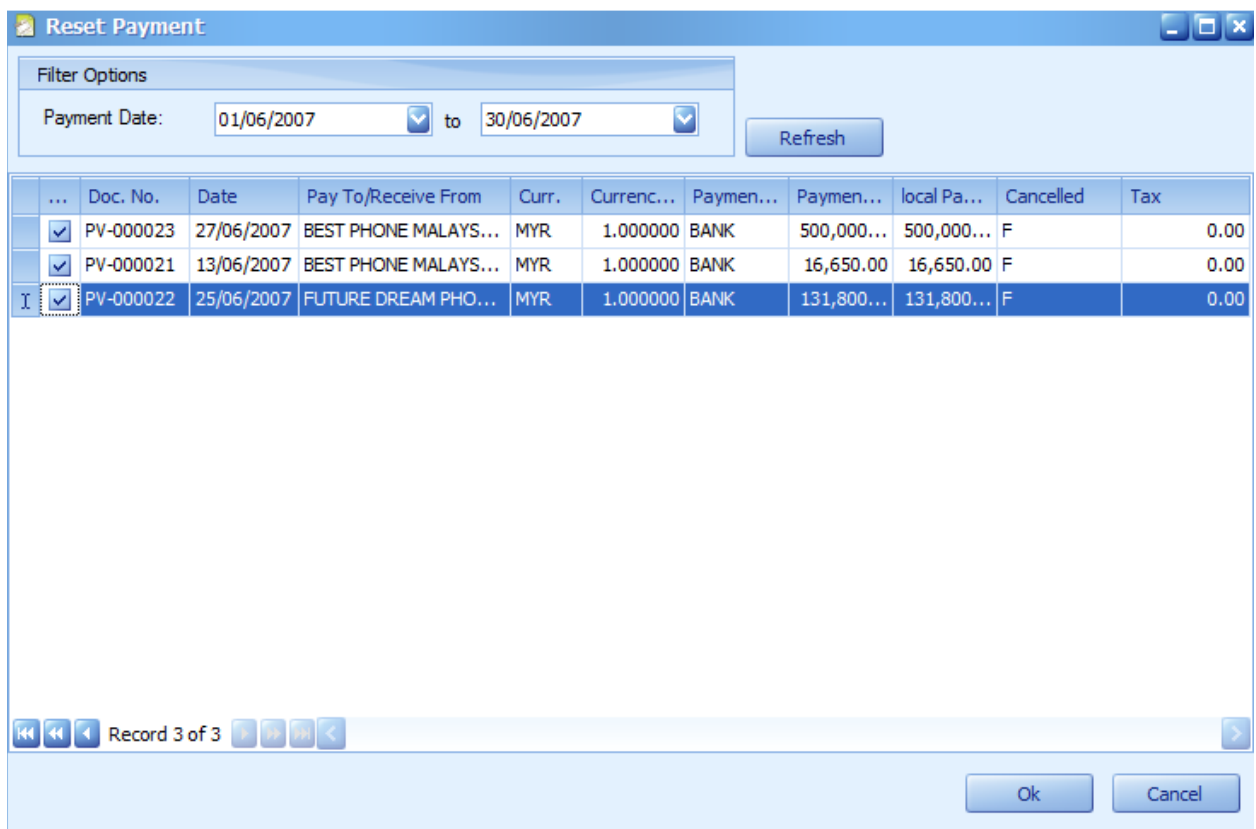 Reset Payment
Filter Options
Payment Date: 01/06/2007 to 30/06/2007
Refresh
... Doc. No. Date Pay To/Receive From Curr. Currenc... Paymen... Paymen... local Pa... Cancelled Tax
PV-000023 27/06/2007 BEST PHONE MALAYS... MYR 1.000000 BANK 500,000... 500,000... F 0.00
PV-000021 13/06/2007 BEST PHONE MALAYS... MYR 1.000000 BANK 16,650.00 16,650.00 F 0.00
PV-000022 25/06/2007 FUTURE DREAM PHO... MYR 1.000000 BANK 131,800... 131,800... F 0.00
Record 3 of 3
Ok Cancel